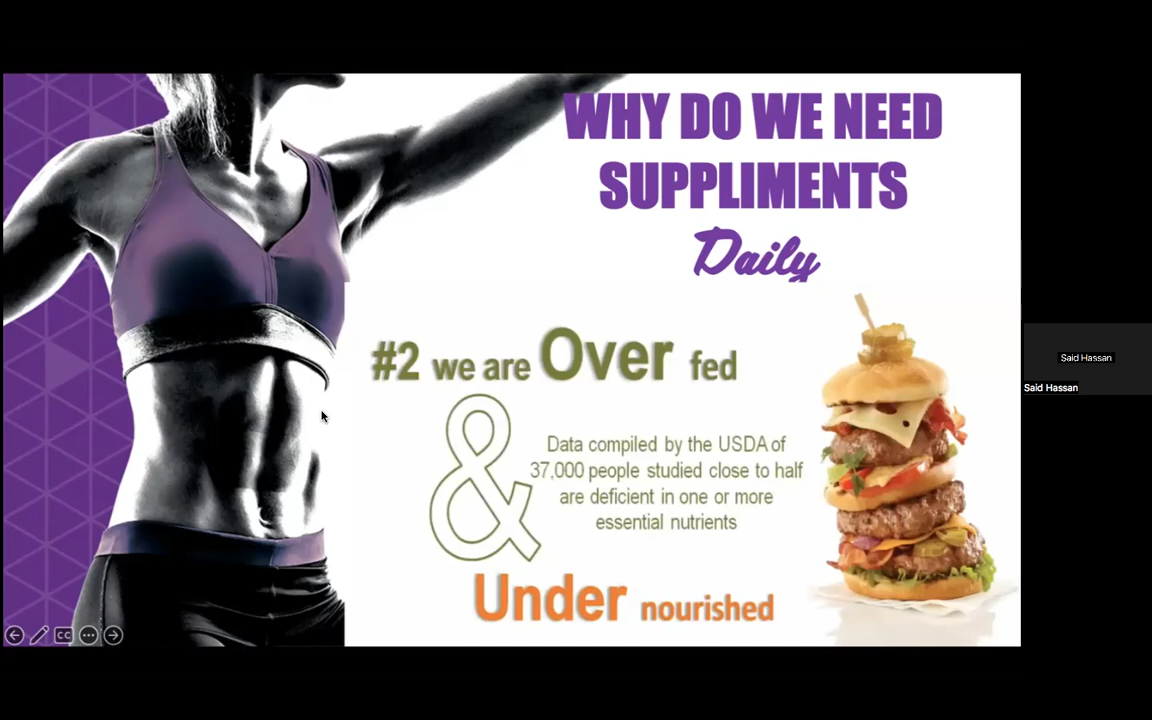 WHY DO WE NEED
SUPPLIMENTS
Daily
#2 we are Over fed
&
Data compiled by the USDA of
37,000 people studied close to half
are deficient in one or more
essential nutrients
Under nourished
CC
Said Hassan
Said Hassan